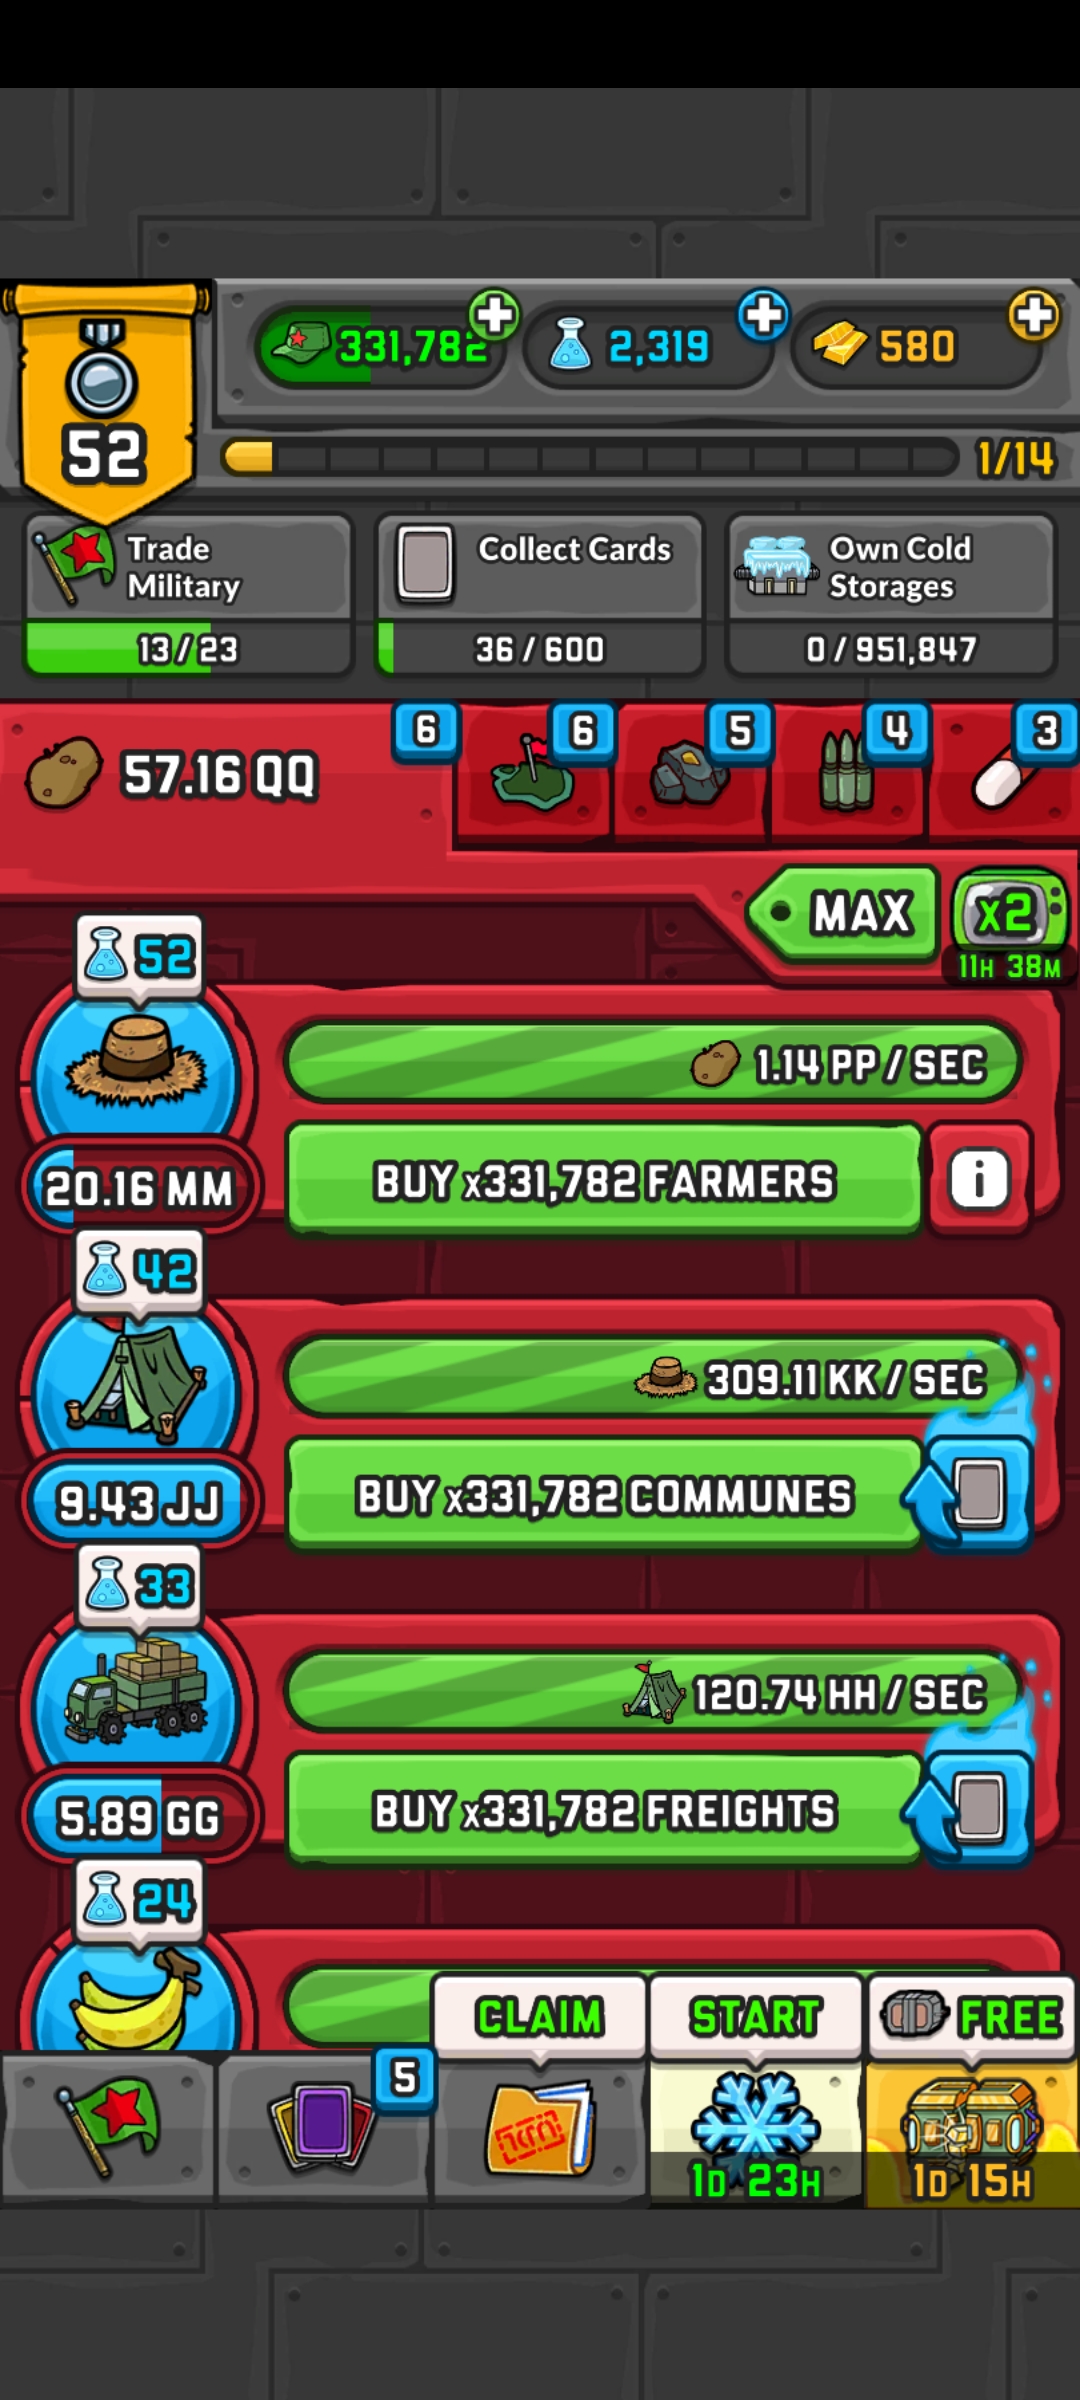 331,782
2,319
580
52
1/14
Trade
Military
Collect Cards
Own Cold
Storages
13/23
36/600
0/951,847
57.16 QQ
6
6
5
4
3
MAX
x2
11H 38M
52
1.14 PP/SEC
20.16 MM
BUY x331,782 FARMERS
i
42
309.11 KK/SEC
9.43 JJ
BUY x331,782 COMMUNES
33
120.74 HH/SEC
5.89 GG
BUY x331,782 FREIGHTS
24
CLAIM
START
FREE
5
1D 23H
1D 15H